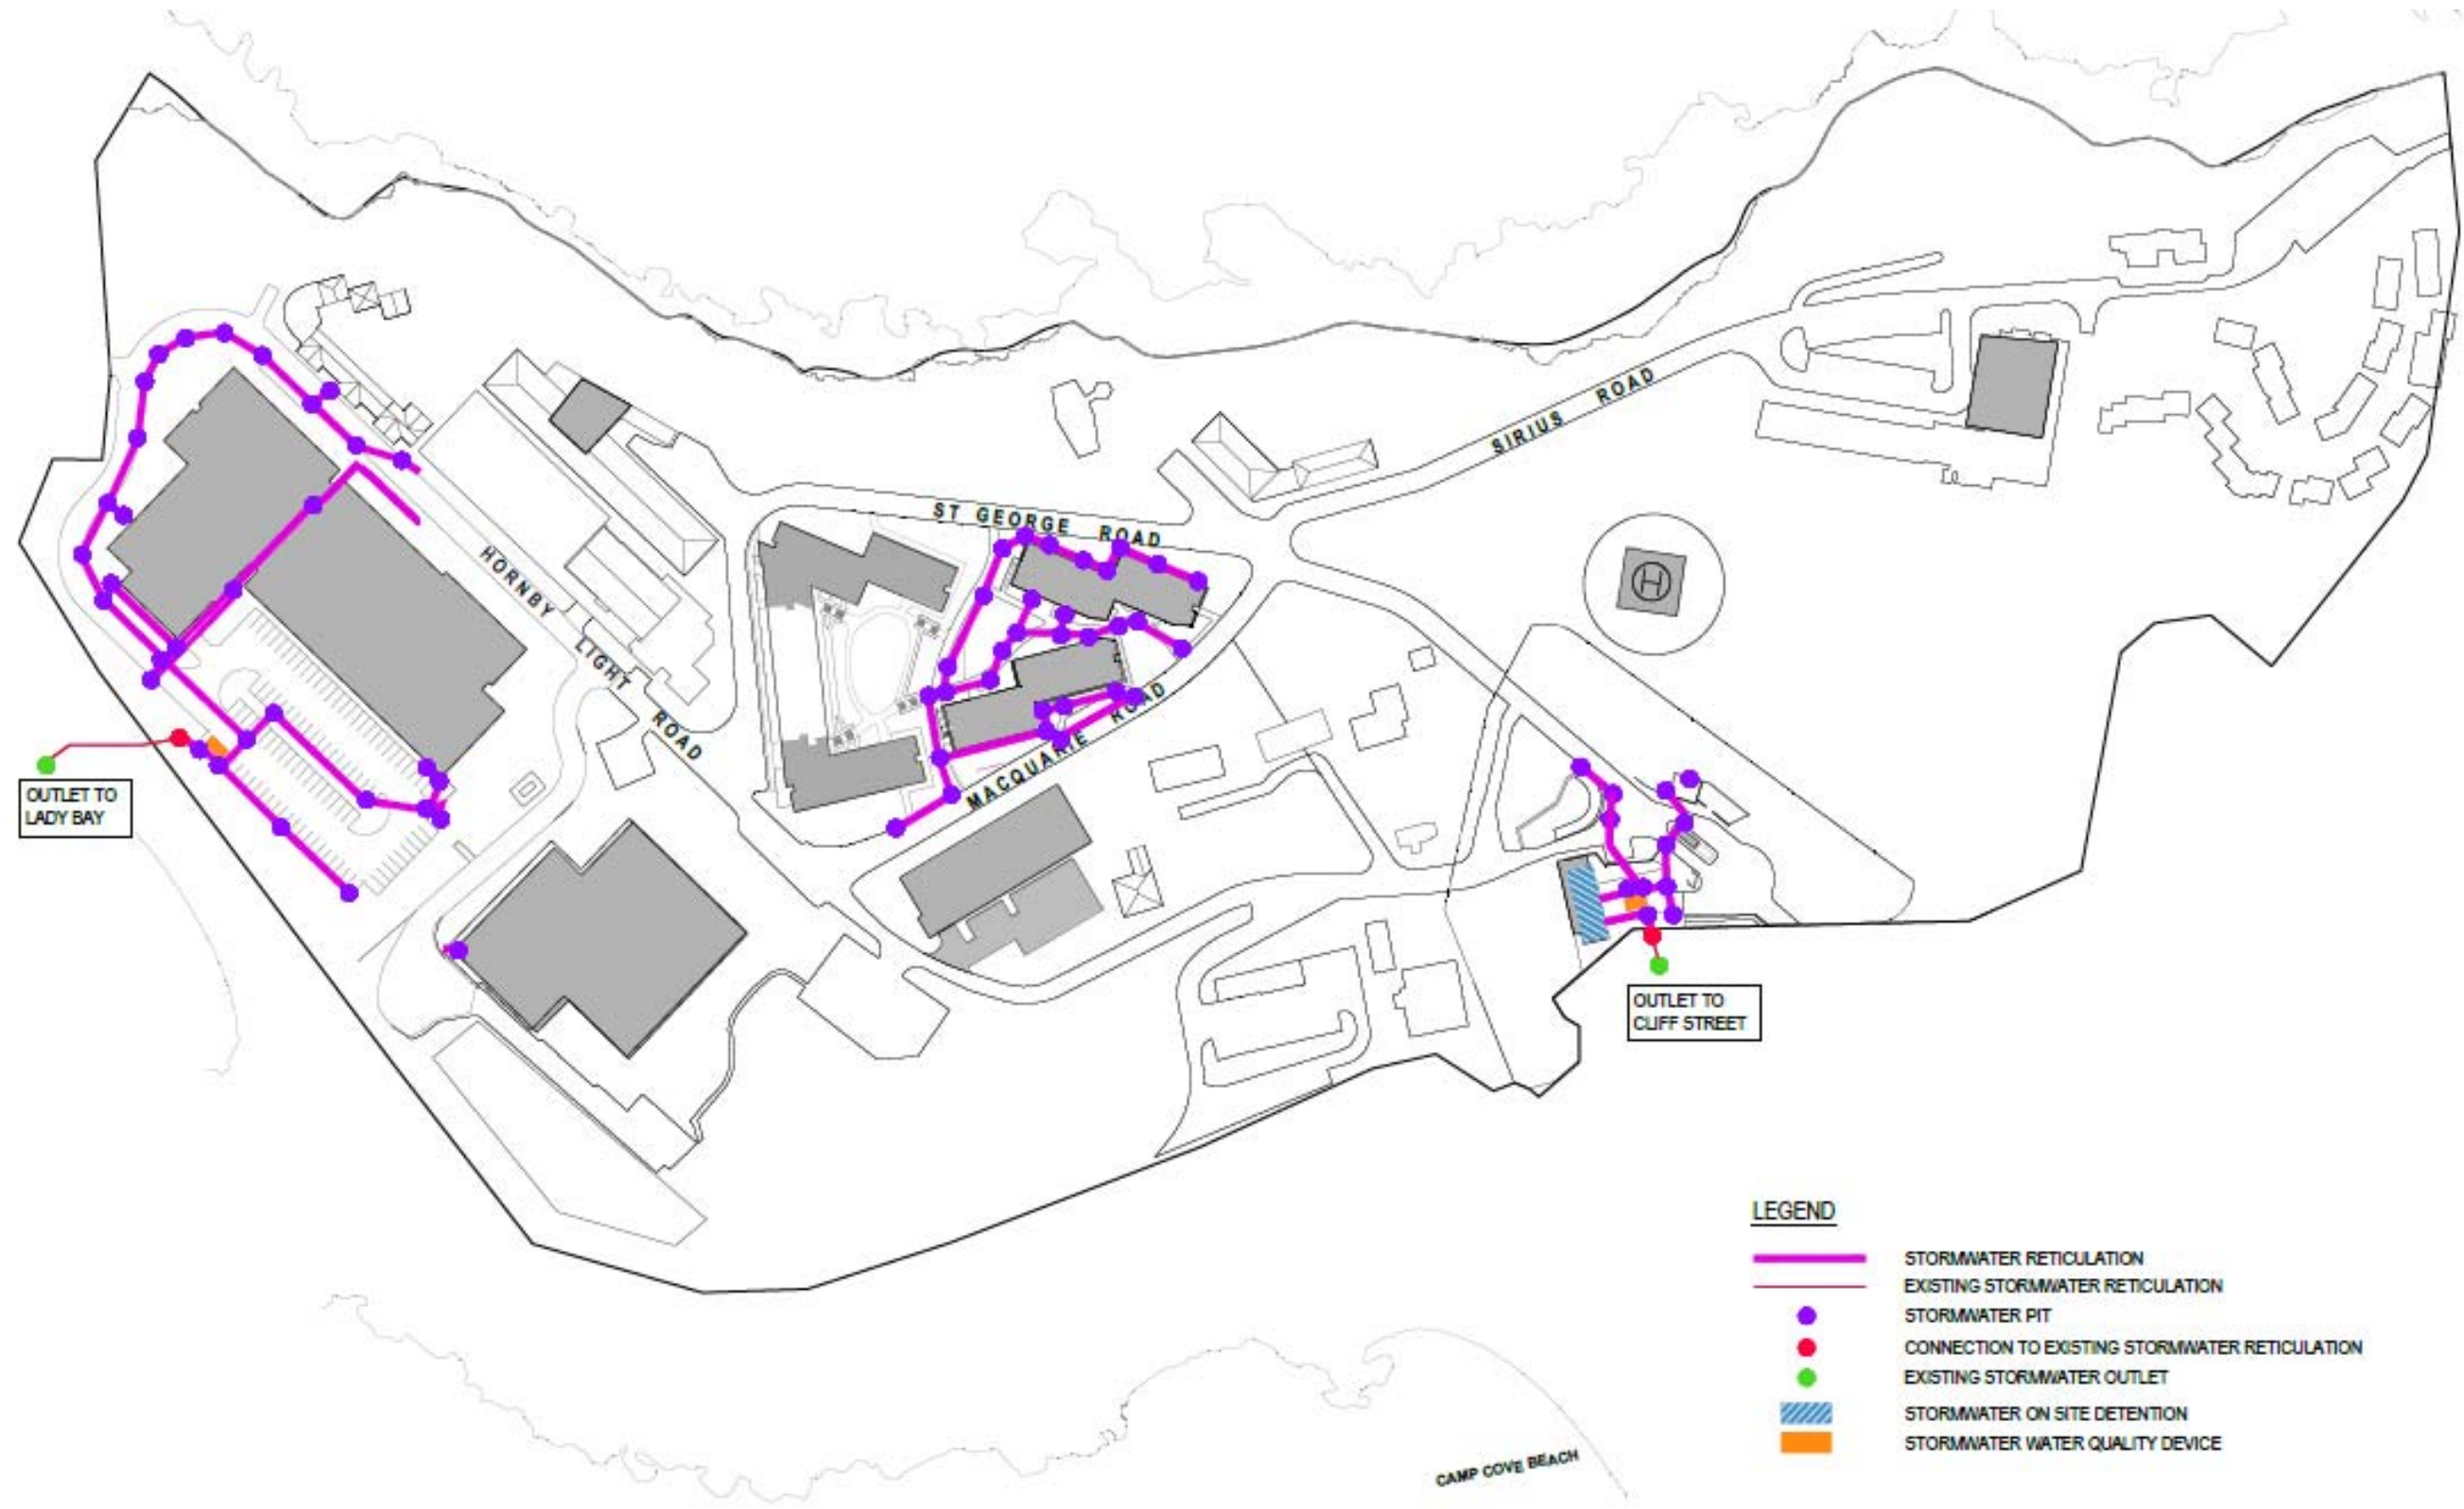 SIRIUS ROAD
ST GEORGE ROAD
H
HORNBY LIGHT ROAD
MACQUARIE ROAD
OUTLET TO
LADY BAY
OUTLET TO
CLIFF STREET
LEGEND
STORMWATER RETICULATION
EXISTING STORMWATER RETICULATION
STORMWATER PIT
CONNECTION TO EXISTING STORMWATER RETICULATION
EXISTING STORMWATER OUTLET
STORMWATER ON SITE DETENTION
STORMWATER WATER QUALITY DEVICE
CAMP COVE BEACH